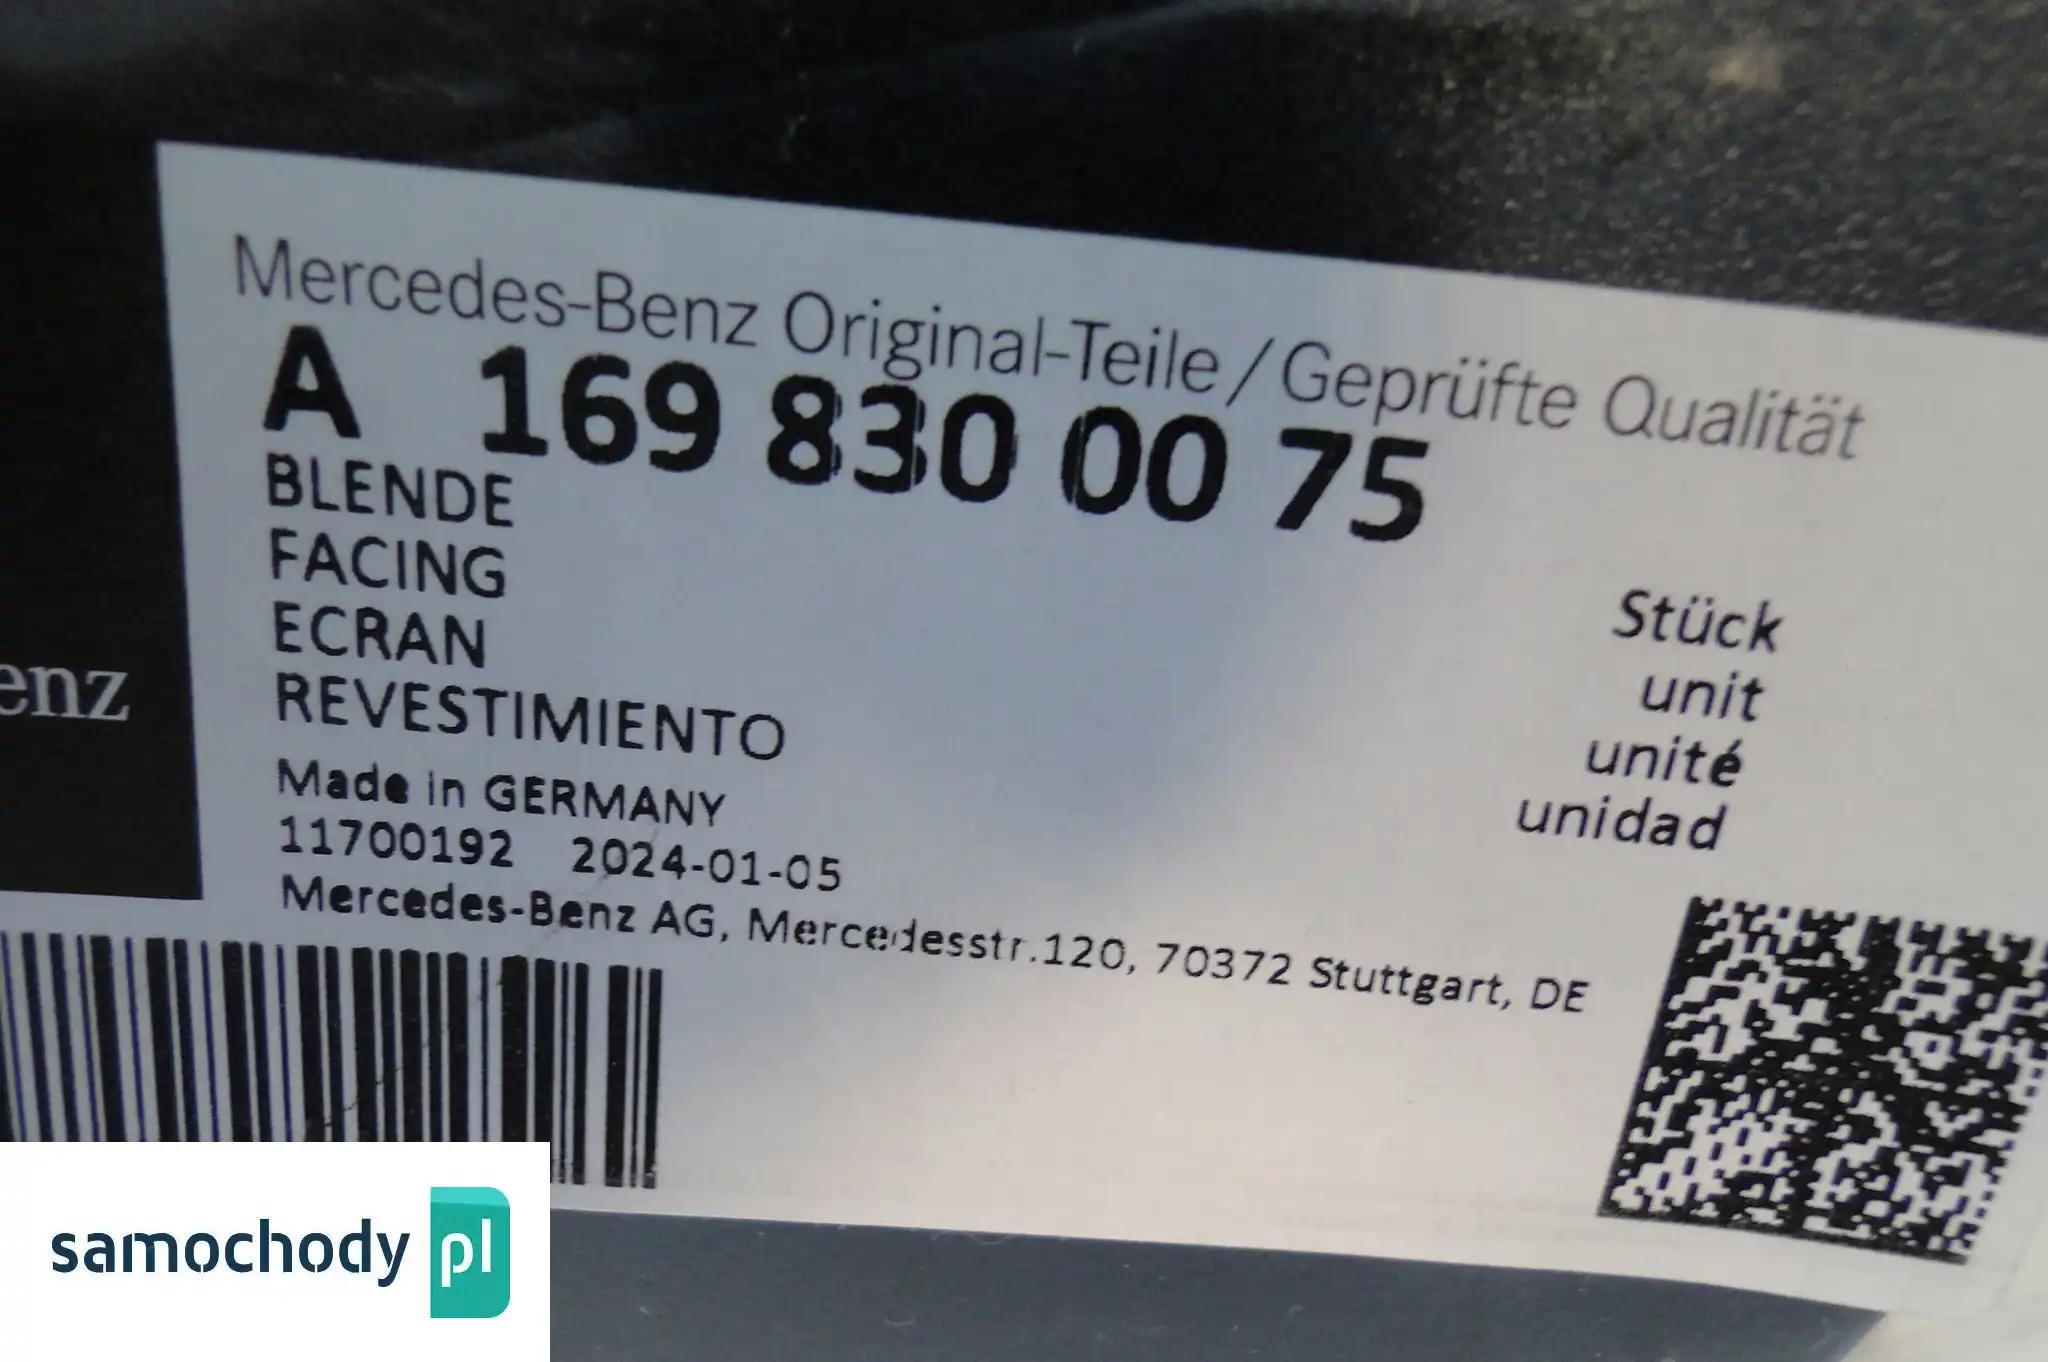 Mercedes-Benz Original-Teile / Geprüfte Qualität
A 169 830 00 75
BLENDE
FACING
ECRAN
REVESTIMIENTO
Stück
unit
unité
unidad
enz
Made in GERMANY
11700192 2024-01-05
Mercedes-Benz AG, Mercedesstr.120, 70372 Stuttgart, DE
samochody pl